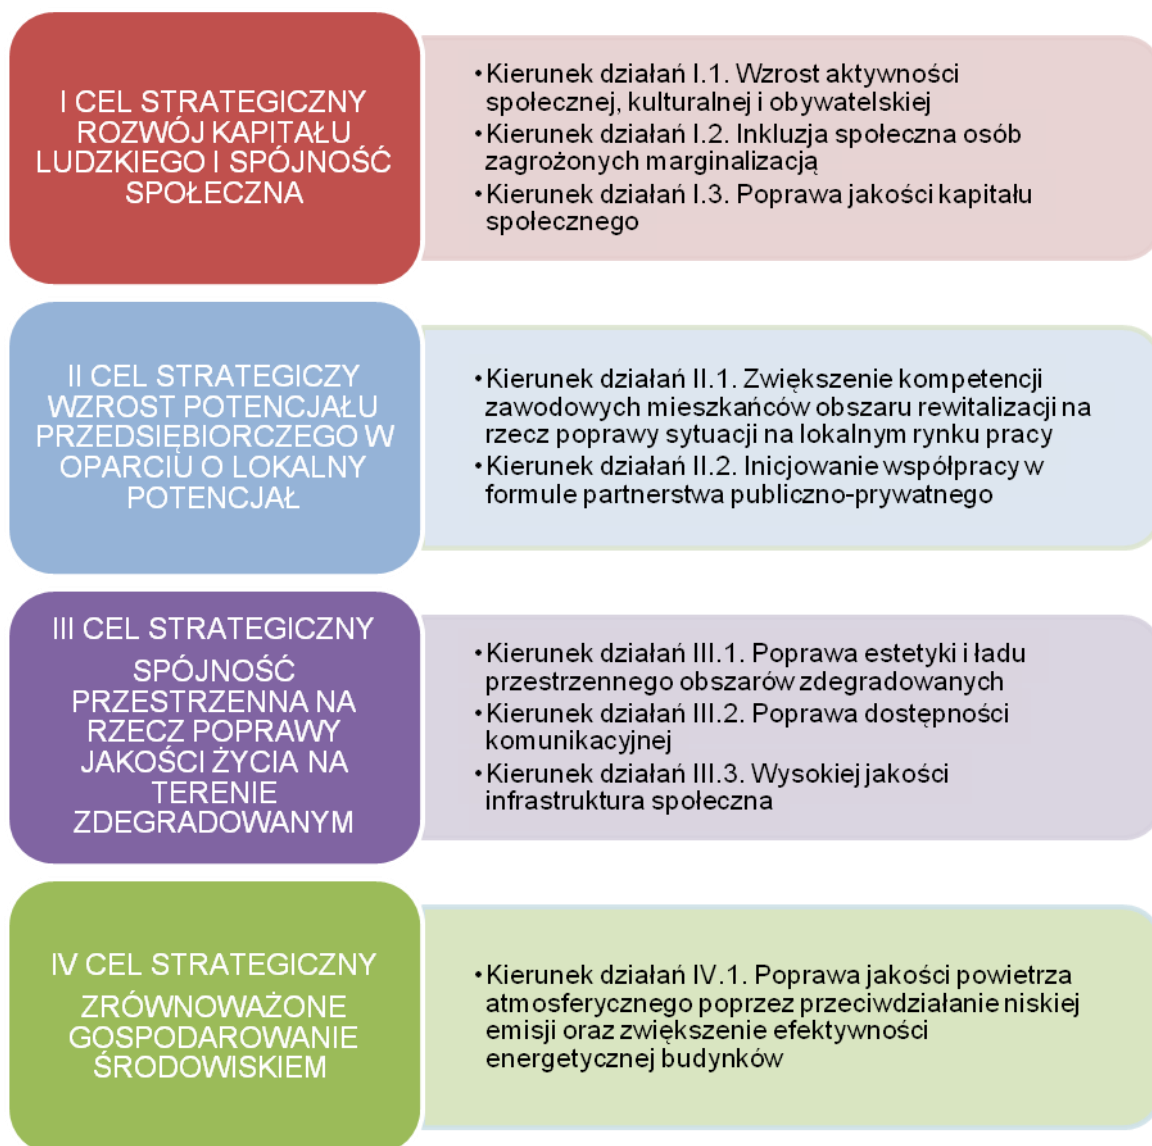 I CEL STRATEGICZNY
ROZWÓJ KAPITAŁU
LUDZKIEGO I SPÓJNOŚĆ
SPOŁECZNA
•Kierunek działań I.1. Wzrost aktywności
społecznej, kulturalnej i obywatelskiej
•Kierunek działań I.2. Inkluzja społeczna osób
zagrożonych marginalizacją
•Kierunek działań I.3. Poprawa jakości kapitału
społecznego
II CEL STRATEGICZY
WZROST POTENCJAŁU
PRZEDSIĘBIORCZEGO W
OPARCIU O LOKALNY
POTENCJAŁ
•Kierunek działań II.1. Zwiększenie kompetencji
zawodowych mieszkańców obszaru rewitalizacji na
rzecz poprawy sytuacji na lokalnym rynku pracy
•Kierunek działań II.2. Inicjowanie współpracy w
formule partnerstwa publiczno-prywatnego
III CEL STRATEGICZNY
SPÓJNOŚĆ
PRZESTRZENNA NA
RZECZ POPRAWY
JAKOŚCI ŻYCIA NA
TERENIE
ZDEGRADOWANYM
•Kierunek działań III.1. Poprawa estetyki i ładu
przestrzennego obszarów zdegradowanych
•Kierunek działań III.2. Poprawa dostępności
komunikacyjnej
•Kierunek działań III.3. Wysokiej jakości
infrastruktura społeczna
IV CEL STRATEGICZNY
ZRÓWNOWAŻONE
GOSPODAROWANIE
ŚRODOWISKIEM
•Kierunek działań IV.1. Poprawa jakości powietrza
atmosferycznego poprzez przeciwdziałanie niskiej
emisji oraz zwiększenie efektywności
energetycznej budynków